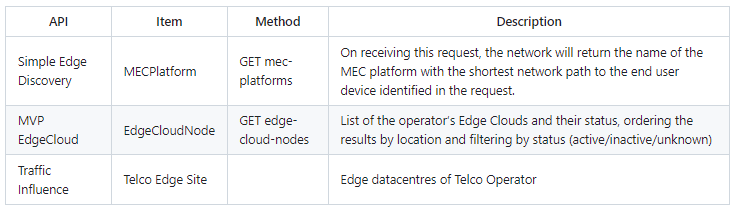 API Item Method Description
Simple Edge Discovery MECPlatform GET mec-platforms On receiving this request, the network will return the name of the
MEC platform with the shortest network path to the end user
device identified in the request.
MVP EdgeCloud EdgeCloudNode GET edge-cloud-nodes List of the operator's Edge Clouds and their status, ordering the
results by location and filtering by status (active/inactive/unknown)
Traffic Influence Telco Edge Site Edge datacentres of Telco Operator